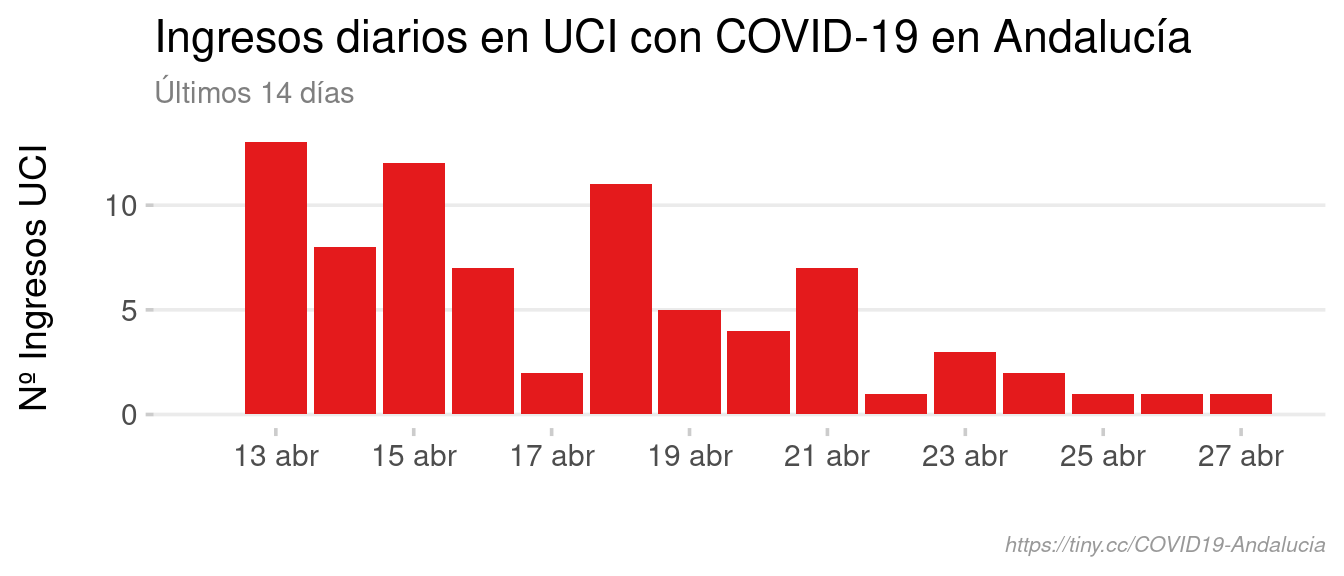 Ingresos diarios en UCI con COVID-19 en Andalucía
Últimos 14 días
Nº Ingresos UCI
10
5
0
13 abr 15 abr 17 abr 19 abr 21 abr 23 abr 25 abr 27 abr
https://tiny.cc/COVID19-Andalucia